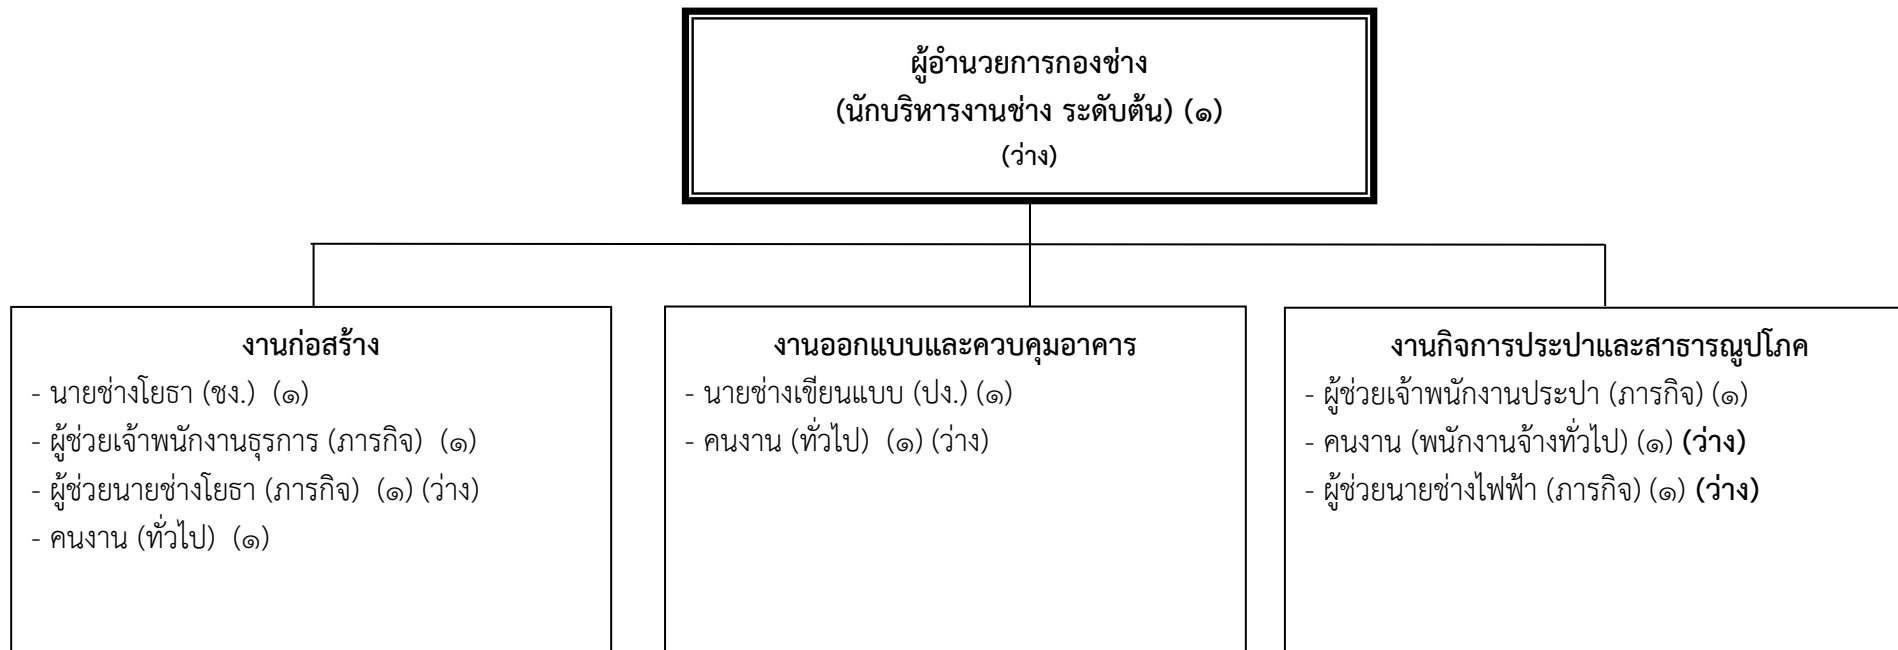 ผู้อำนวยการกองช่าง
(นักบริหารงานช่าง ระดับต้น) (๑)
(ว่าง)
งานก่อสร้าง
- นายช่างโยธา (ชง.) (๑)
- ผู้ช่วยเจ้าพนักงานธุรการ (ภารกิจ) (๑)
- ผู้ช่วยนายช่างโยธา (ภารกิจ) (๑) (ว่าง)
- คนงาน (ทั่วไป) (๑)
งานออกแบบและควบคุมอาคาร
- นายช่างเขียนแบบ (ปง.) (๑)
- คนงาน (ทั่วไป) (๑) (ว่าง)
งานกิจการประปาและสาธารณูปโภค
- ผู้ช่วยเจ้าพนักงานประปา (ภารกิจ) (๑)
- คนงาน (พนักงานจ้างทั่วไป) (๑) (ว่าง)
- ผู้ช่วยนายช่างไฟฟ้า (ภารกิจ) (๑) (ว่าง)